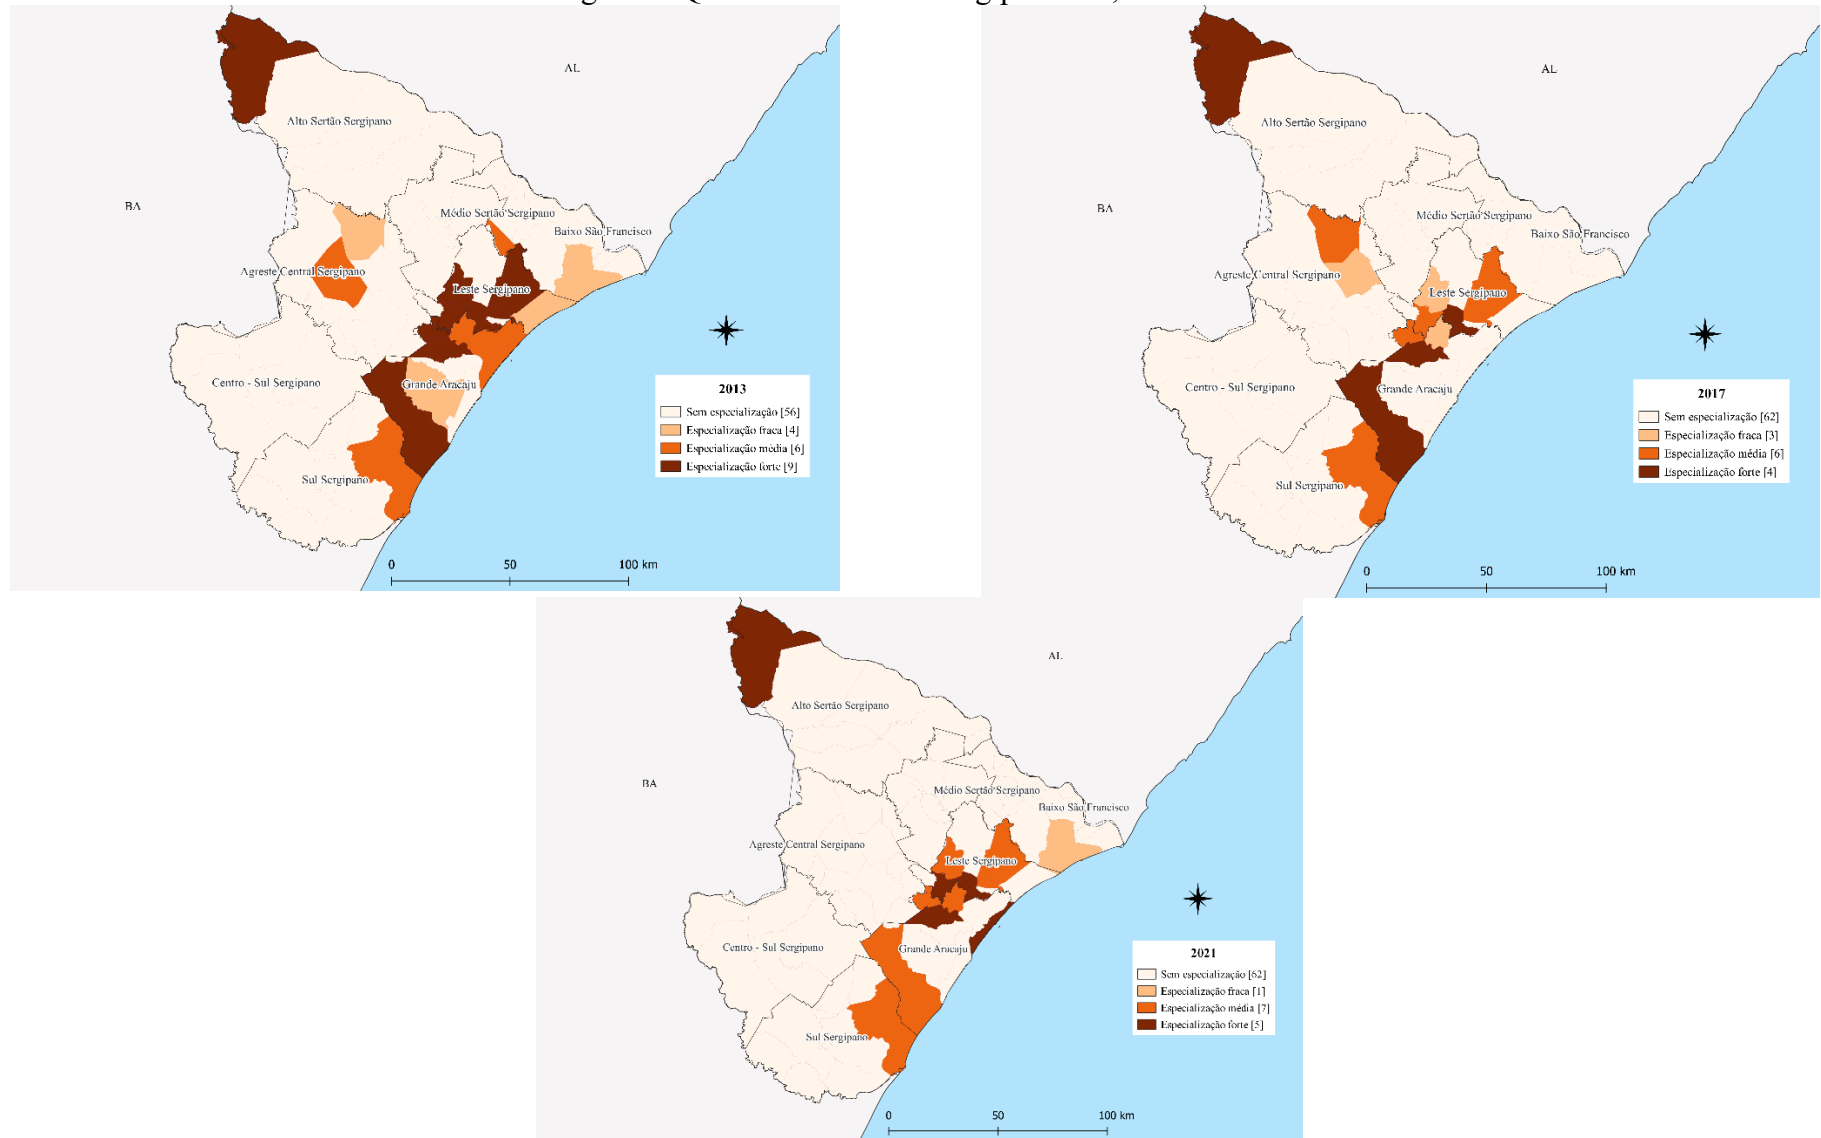 AL
Alto Sertão Sergipano
BA
Médio Sertão Sergipano
Baixo São Francisco
Agreste Central Sergipano
Leste Sergipano
Centro - Sul Sergipano
Grande Aracaju
Sul Sergipano
2013
Sem especialização [56]
Especialização fraca [4]
Especialização média [6]
Especialização forte [9]
0 50 100 km
AL
Alto Sertão Sergipano
BA
Médio Sertão Sergipano
Baixo São Francisco
Agreste Central Sergipano
Leste Sergipano
Centro - Sul Sergipano
Grande Aracaju
Sul Sergipano
2017
Sem especialização [62]
Especialização fraca [3]
Especialização média [6]
Especialização forte [4]
0 50 100 km
AL
Alto Sertão Sergipano
BA
Médio Sertão Sergipano
Baixo São Francisco
Agreste Central Sergipano
Leste Sergipano
Centro - Sul Sergipano
Grande Aracaju
Sul Sergipano
2021
Sem especialização [62]
Especialização fraca [1]
Especialização média [7]
Especialização forte [5]
0 50 100 km